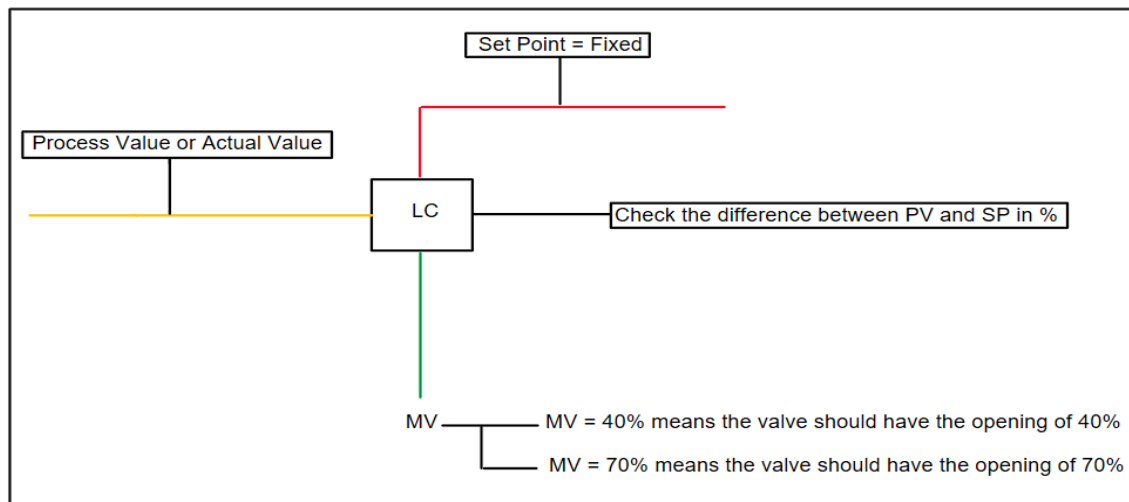 Set Point = Fixed
Process Value or Actual Value
LC
Check the difference between PV and SP in %
MV
MV = 40% means the valve should have the opening of 40%
MV = 70% means the valve should have the opening of 70%